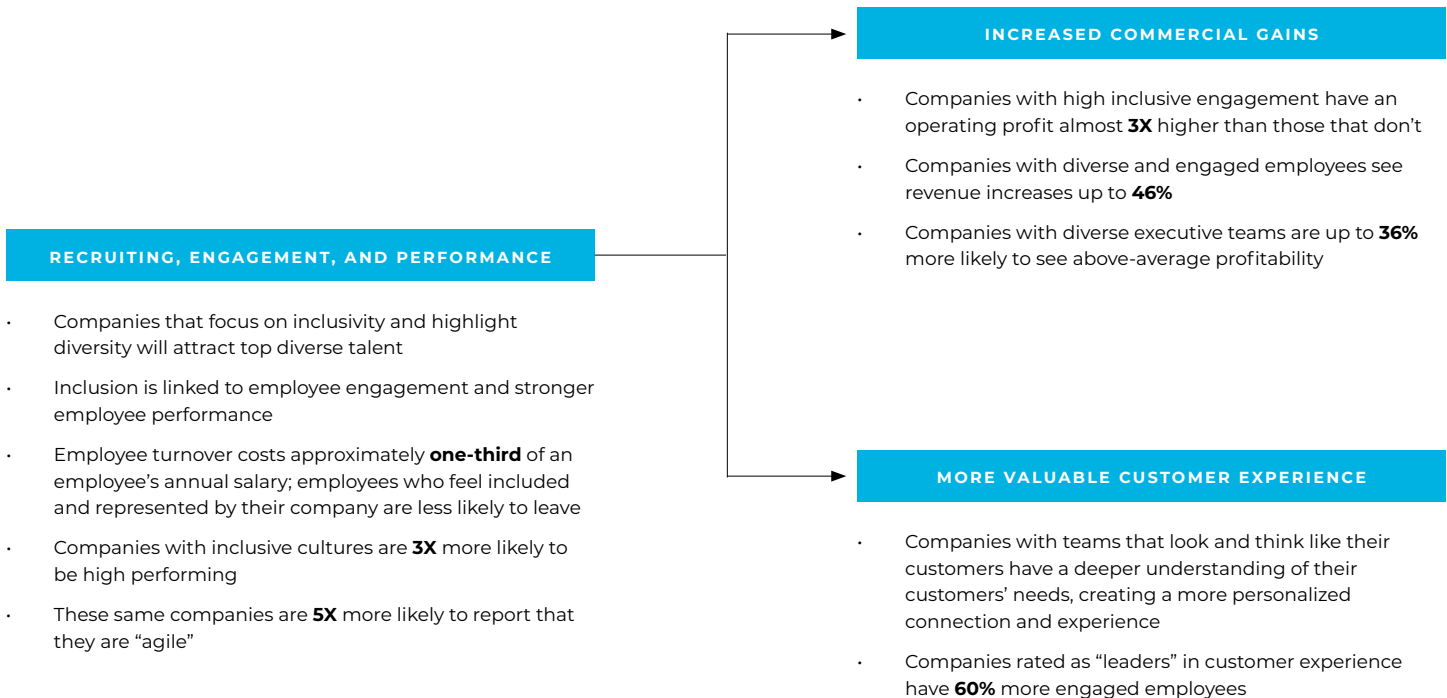 RECRUITING, ENGAGEMENT, AND PERFORMANCE
• Companies that focus on inclusivity and highlight
diversity will attract top diverse talent
• Inclusion is linked to employee engagement and stronger
employee performance
• Employee turnover costs approximately one-third of an
employee’s annual salary; employees who feel included
and represented by their company are less likely to leave
• Companies with inclusive cultures are 3X more likely to
be high performing
• These same companies are 5X more likely to report that
they are “agile”
INCREASED COMMERCIAL GAINS
• Companies with high inclusive engagement have an
operating profit almost 3X higher than those that don’t
• Companies with diverse and engaged employees see
revenue increases up to 46%
• Companies with diverse executive teams are up to 36%
more likely to see above-average profitability
MORE VALUABLE CUSTOMER EXPERIENCE
• Companies with teams that look and think like their
customers have a deeper understanding of their
customers’ needs, creating a more personalized
connection and experience
• Companies rated as “leaders” in customer experience
have 60% more engaged employees